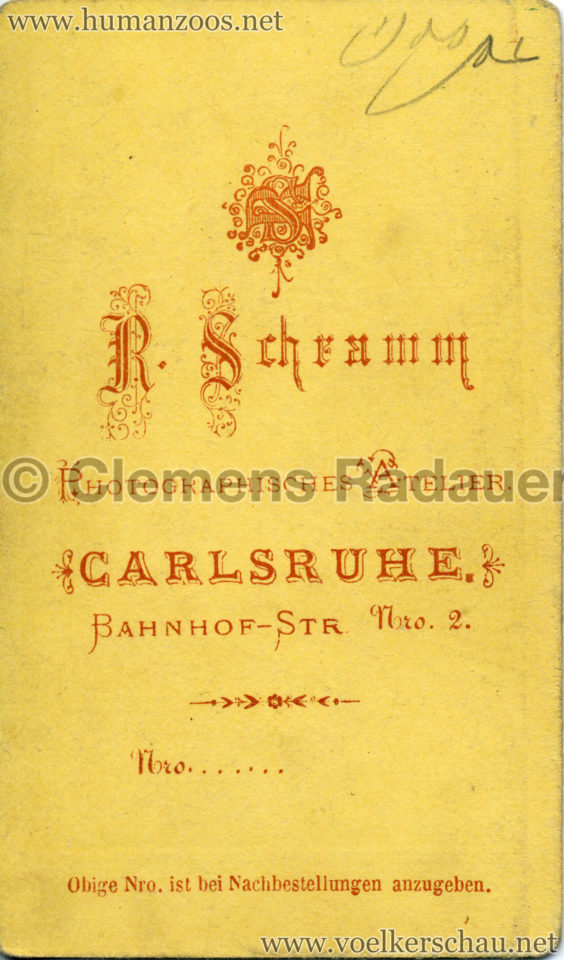 www.humanzoos.net
R. Schramm
PHOTOGRAPHISCHES ATELIER.
© Clemens Radauer
CARLSRUHE.
BAHNHOF-STR. Nro. 2.
Nro.......
Obige Nro. ist bei Nachbestellungen anzugeben.
www.voelkerschau.net